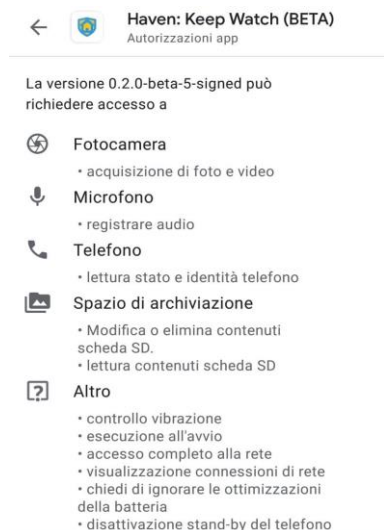 Haven: Keep Watch (BETA)
Autorizzazioni app
La versione 0.2.0-beta-5-signed può
richiedere accesso a
Fotocamera
• acquisizione di foto e video
Microfono
• registrare audio
Telefono
• lettura stato e identità telefono
Spazio di archiviazione
• Modifica o elimina contenuti
scheda SD.
• lettura contenuti scheda SD
Altro
• controllo vibrazione
• esecuzione all'avvio
• accesso completo alla rete
• visualizzazione connessioni di rete
• chiedi di ignorare le ottimizzazioni
della batteria
• disattivazione stand-by del telefono